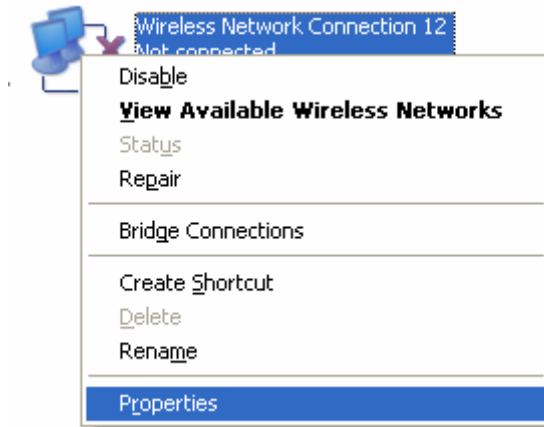 Wireless Network Connection 12
Not connected
Disable
View Available Wireless Networks
Status
Repair
Bridge Connections
Create Shortcut
Delete
Rename
Properties